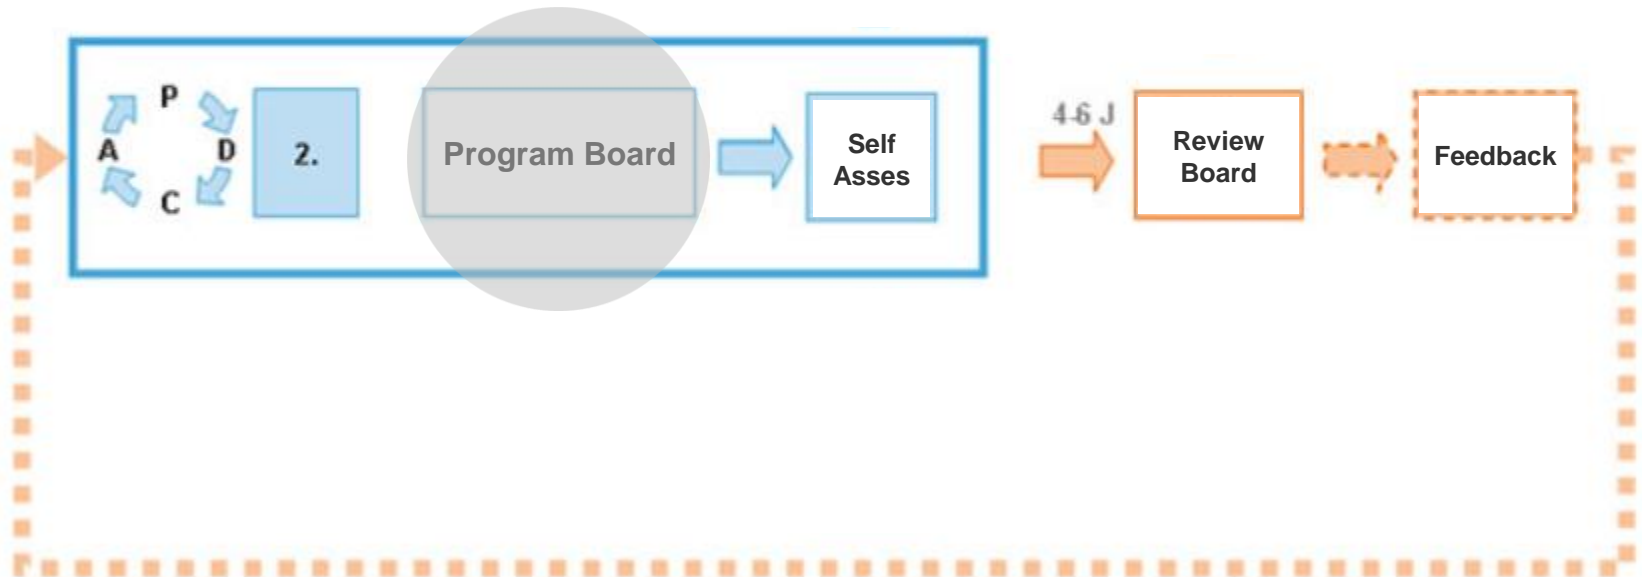 P
A
D
C
2.
Program Board
Self
Asses
4-6 J
Review
Board
Feedback